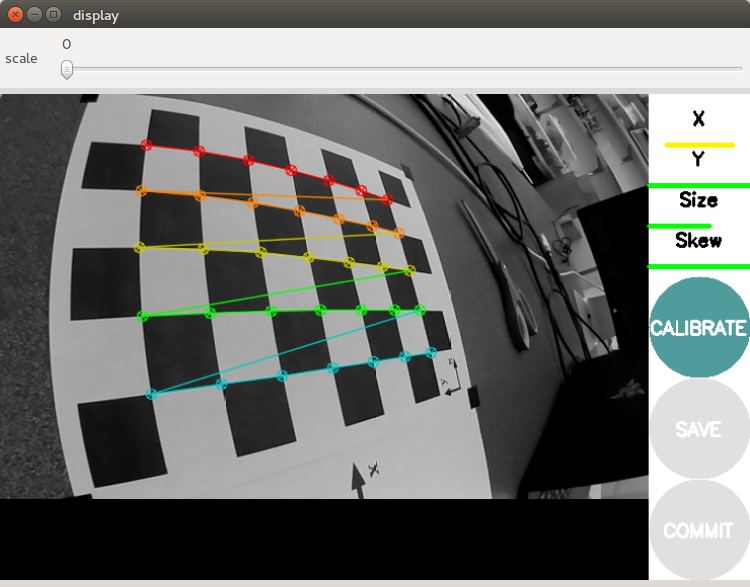 display
0
scale
X
Y
Size
Skew
CALIBRATE
SAVE
COMMIT
X